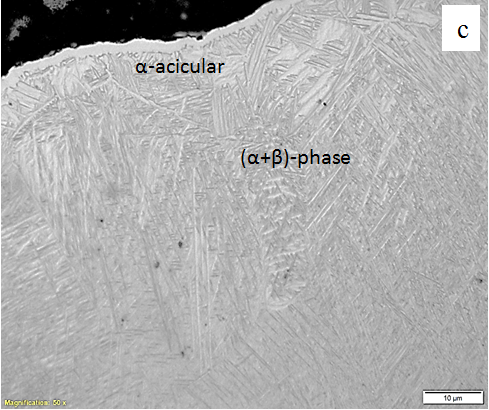 c
α-acicular
(α+β)-phase
Magnification: 50 x
10 µm